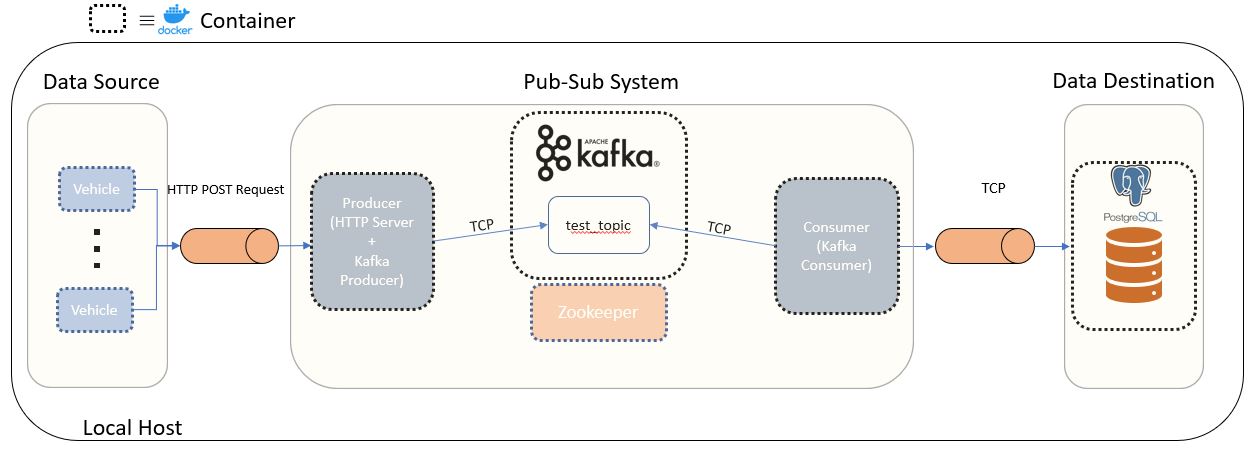 ≡ docker Container
Data Source
Pub-Sub System
Data Destination
Vehicle
Vehicle
HTTP POST Request
Producer
(HTTP Server
+
Kafka
Producer)
TCP
APACHE
kafka®
test_topic
Zookeeper
TCP
Consumer
(Kafka
Consumer)
TCP
PostgreSQL
Local Host